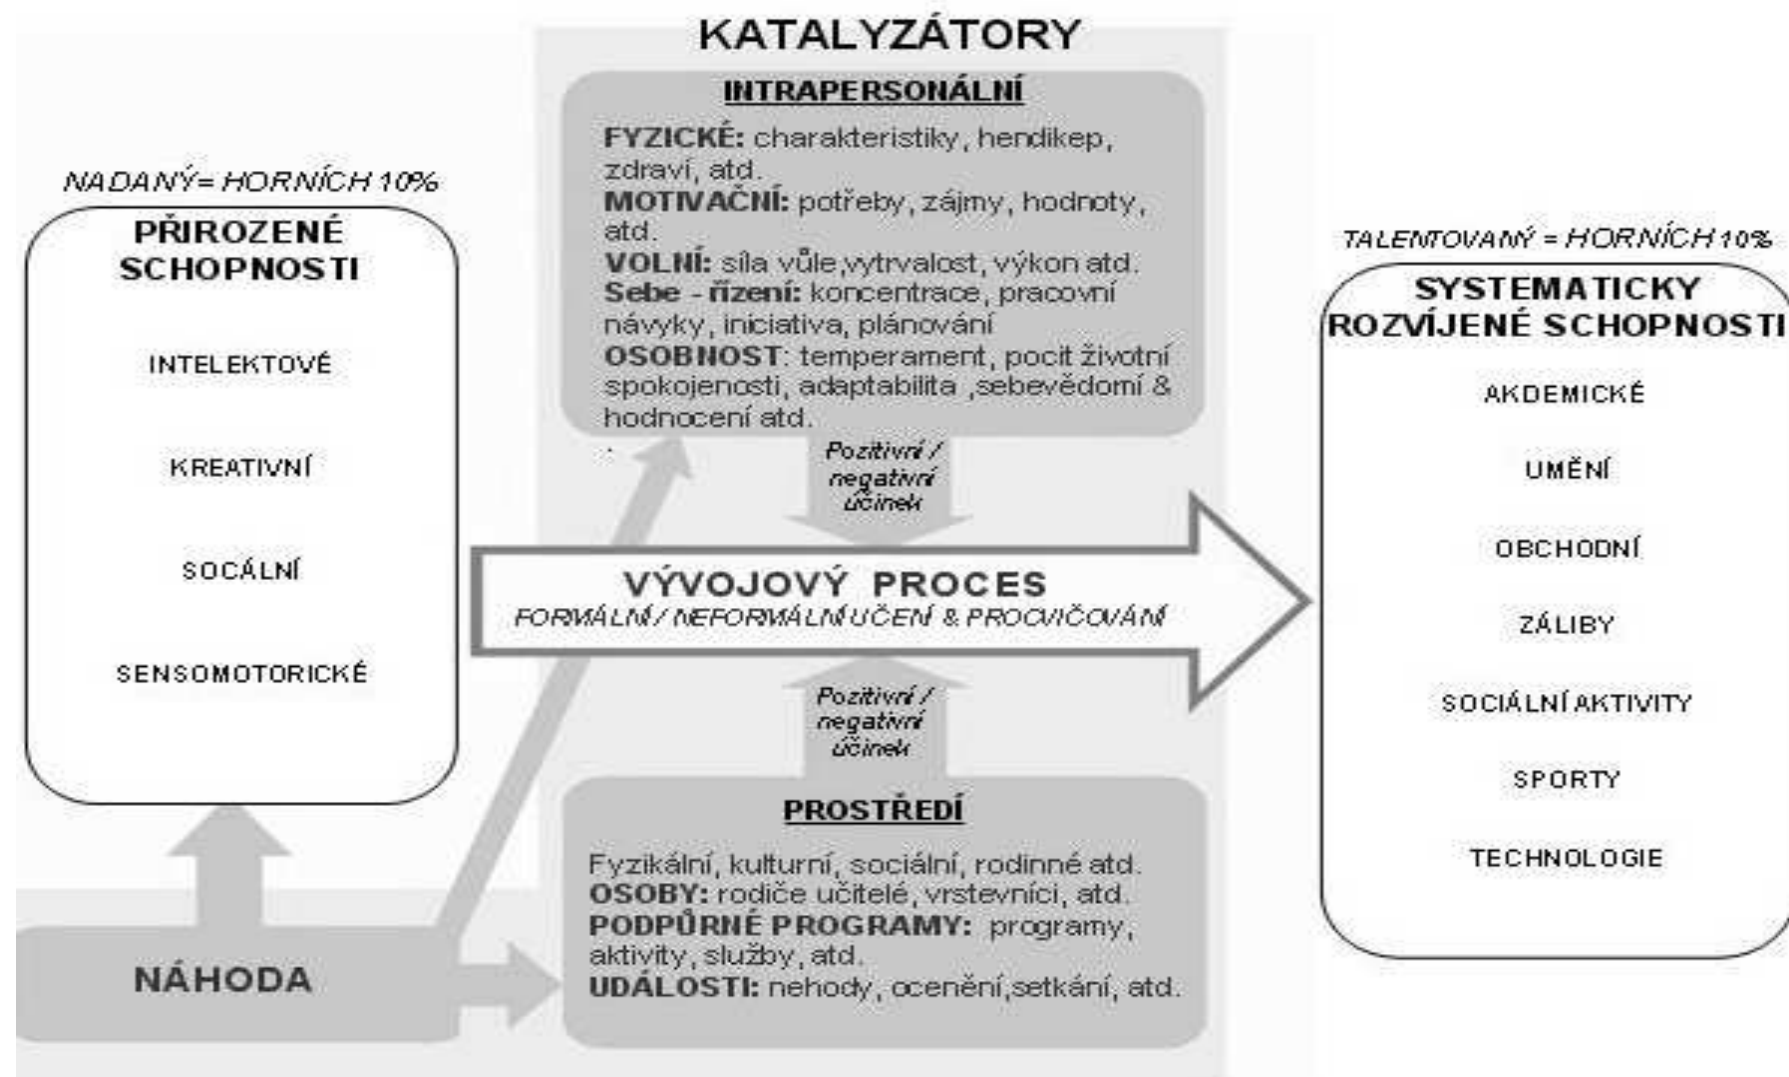 KATALYZÁTORY
INTRAPERSONÁLNÍ
FYZICKÉ: charakteristiky, hendikep,
zdraví, atd.
MOTIVAČNÍ: potřeby, zájmy, hodnoty,
atd.
VOLNÍ: síla vůle,vytrvalost, výkon atd.
Sebe - řízení: koncentrace, pracovní
návyky, iniciativa, plánování
OSOBNOST: temperament, pocit životní
spokojenosti, adaptabilita ,sebevědomí &
hodnocení atd.
.
NADANÝ= HORNÍCH 10%
PŘIROZENÉ
SCHOPNOSTI
INTELEKTOVÉ
KREATIVNÍ
SOCÁLNÍ
SENSOMOTORICKÉ
Pozitivní /
negativní
účinek
VÝVOJOVÝ PROCES
FORMÁLNÍ / NEFORMÁLNÍ UČENÍ & PROCVIČOVÁNÍ
Pozitivní /
negativní
účinek
PROSTŘEDÍ
Fyzikální, kulturní, sociální, rodinné atd.
OSOBY: rodiče učitelé, vrstevníci, atd.
PODPŮRNÉ PROGRAMY: programy,
aktivity, služby, atd.
UDÁLOSTI: nehody, ocenění,setkání, atd.
NÁHODA
TALENTOVANÝ = HORNÍCH 10%
SYSTEMATICKY
ROZVÍJENÉ SCHOPNOSTI
AKDEMICKÉ
UMĚNÍ
OBCHODNÍ
ZÁLIBY
SOCIÁLNÍ AKTIVITY
SPORTY
TECHNOLOGIE